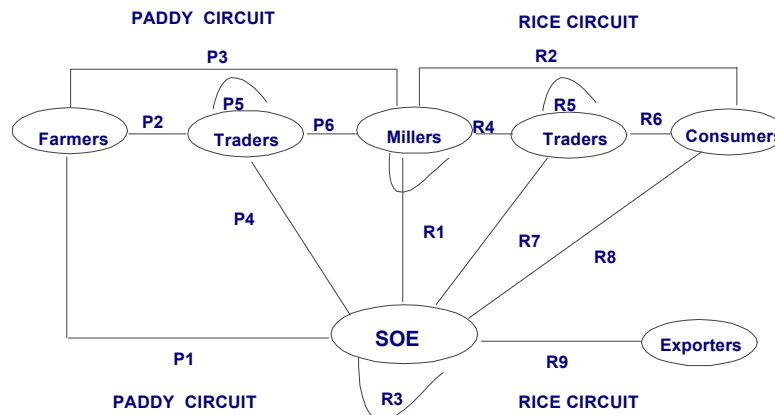 PADDY CIRCUIT
RICE CIRCUIT
P3
R2
P5
R5
Farmers
P2
Traders
P6
Millers
R4
Traders
R6
Consumers
P4
R1
R7
R8
SOE
P1
R9
Exporters
R3
PADDY CIRCUIT
RICE CIRCUIT